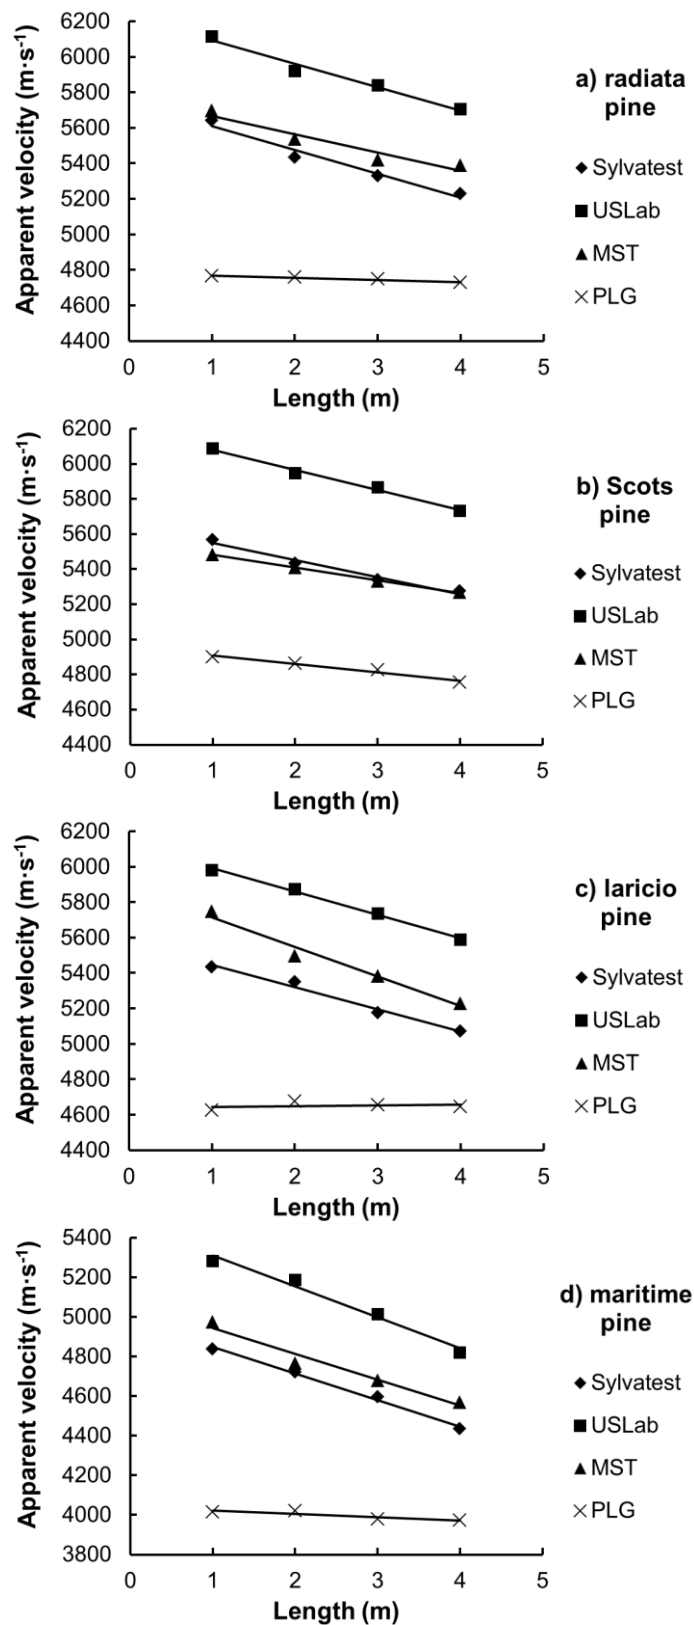 Apparent velocity (m·s⁻¹)
6200
6000
5800
5600
5400
5200
5000
4800
4600
4400
0 1 2 3 4 5
Length (m)
a) radiata
pine
Sylvatest
USLab
MST
PLG
Apparent velocity (m·s⁻¹)
6200
6000
5800
5600
5400
5200
5000
4800
4600
4400
0 1 2 3 4 5
Length (m)
b) Scots
pine
Sylvatest
USLab
MST
PLG
Apparent velocity (m·s⁻¹)
6200
6000
5800
5600
5400
5200
5000
4800
4600
4400
0 1 2 3 4 5
Length (m)
c) laricio
pine
Sylvatest
USLab
MST
PLG
Apparent velocity (m·s⁻¹)
5400
5200
5000
4800
4600
4400
4200
4000
3800
0 1 2 3 4 5
Length (m)
d) maritime
pine
Sylvatest
USLab
MST
PLG